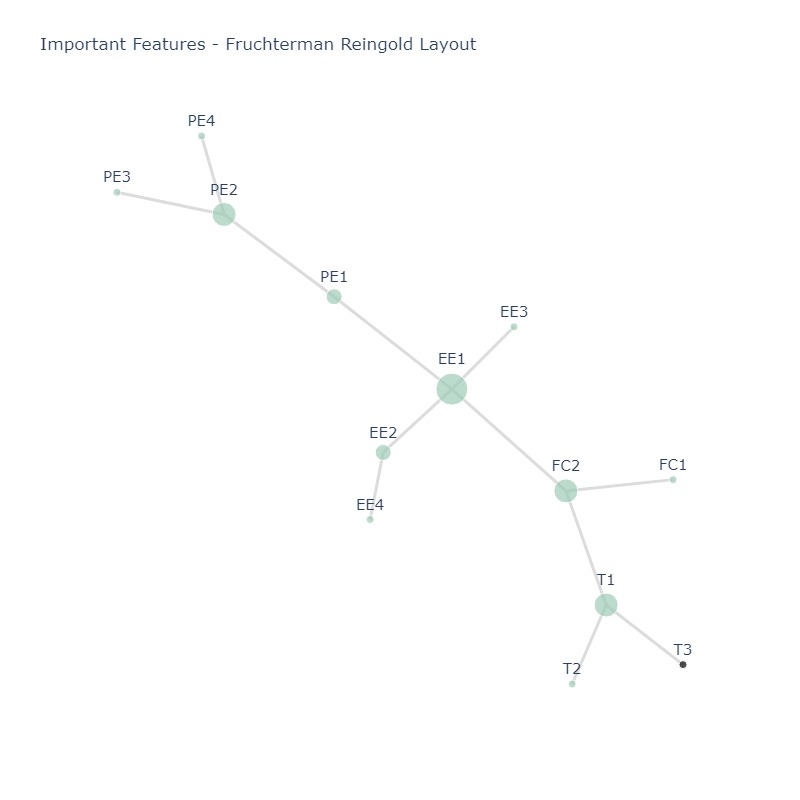 Important Features - Fruchterman Reingold Layout
PE4
PE3
PE2
PE1
EE3
EE1
EE2
FC2
FC1
EE4
T1
T3
T2